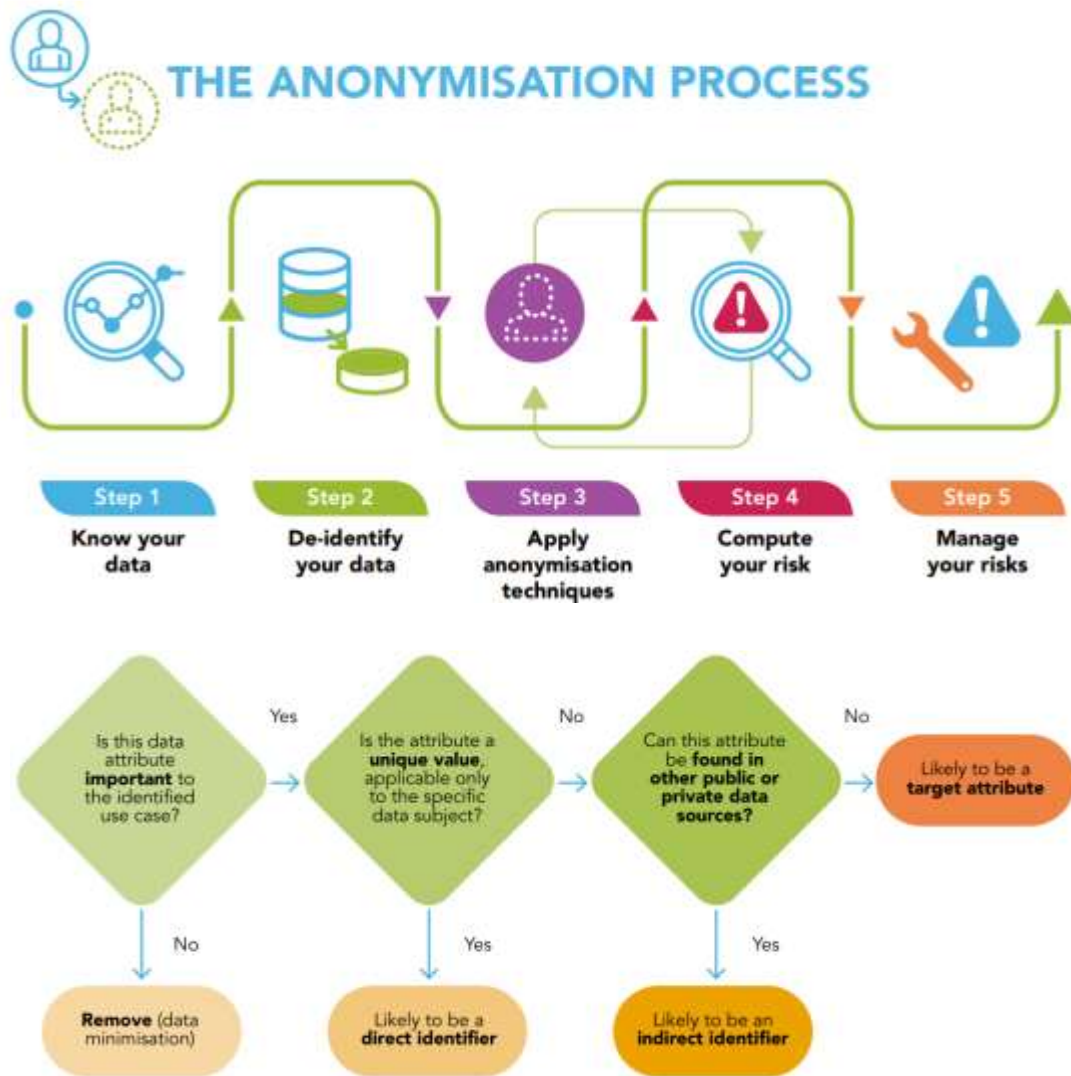 THE ANONYMISATION PROCESS
Step 1
Know your
data
Step 2
De-identify
your data
Step 3
Apply
anonymisation
techniques
Step 4
Compute
your risk
Step 5
Manage
your risks
Is this data
attribute
important to
the identified
use case?
Yes
Is the attribute a
unique value,
applicable only
to the specific
data subject?
No
Can this attribute
be found in
other public or
private data
sources?
No
Likely to be a
target attribute
No
Yes
Yes
Remove (data
minimisation)
Likely to be a
direct identifier
Likely to be an
indirect identifier